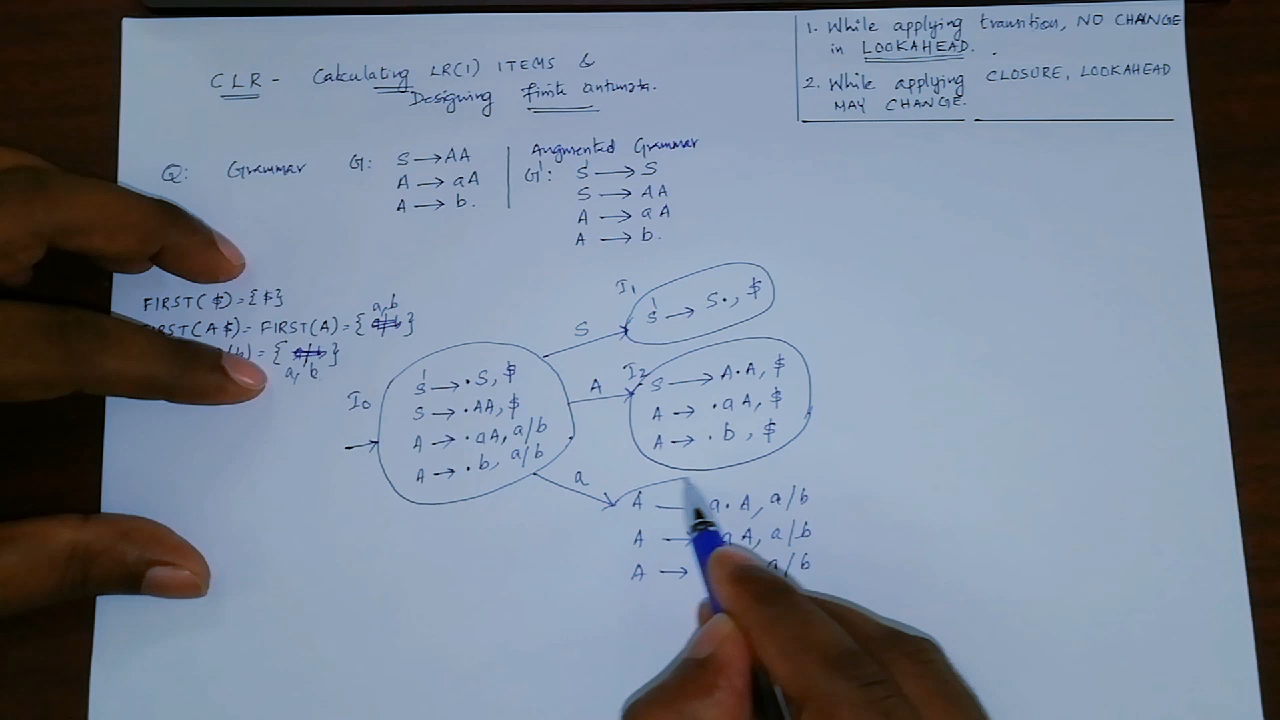 CLR - Calculating LR(1) ITEMS &
Designing finite automata.
1. While applying transition, NO CHANGE
in LOOKAHEAD.
2. While applying CLOSURE, LOOKAHEAD
MAY CHANGE.
Q: Grammar G: S → AA
A → aA
A → b.
Augmented Grammar
G': S' → S
S → AA
A → aA
A → b.
FIRST($) = {$}
a, b
FIRST(A$) = FIRST(A) = { a/b }
= { a/b }
a, b
I0
S' → .S, $
S → .AA, $
A → .aA, a/b
A → .b, a/b
S
I1
S' → S., $
A
I2
S → A.A, $
A → .aA, $
A → .b, $
a
A → a.A, a/b
A → aA, a/b
A → a/b